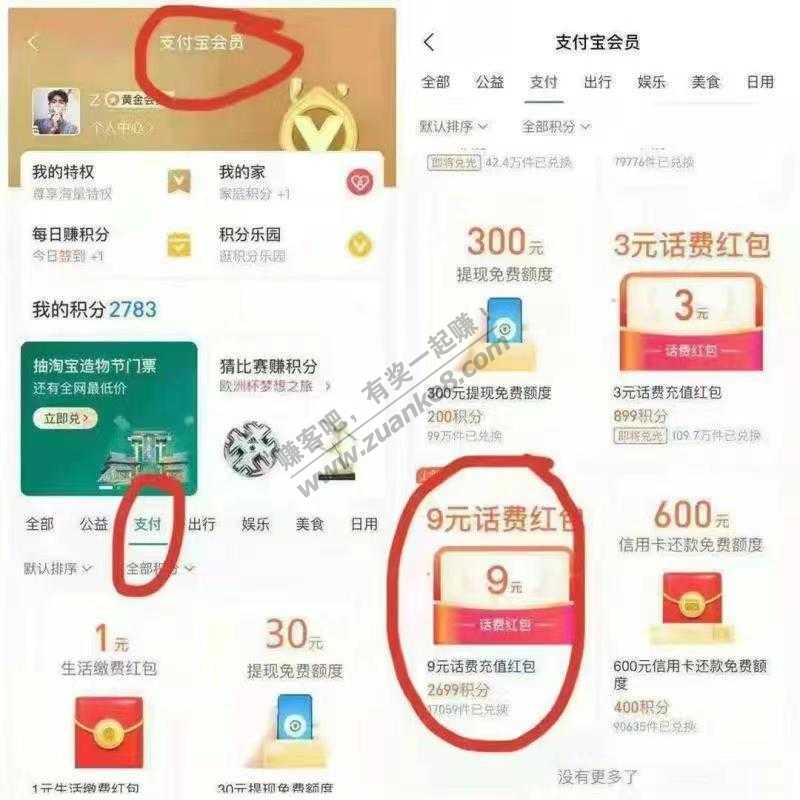 支付宝会员
Z
黄金会
个人中心
我的特权
尊享海量特权
我的家
家庭积分 +1
每日赚积分
今日签到 +1
积分乐园
逛积分乐园
我的积分2783
抽淘宝造物节门票
还有全网最低价
立即兑
猜比赛赚积分
欧洲杯梦想之旅
全部 公益 支付 出行 娱乐 美食 日用
默认排序 全部积分
1元
生活缴费红包
30元
提现免费额度
1元生活缴费红包
30元提现免费额度
支付宝会员
全部 公益 支付 出行 娱乐 美食 日用
默认排序 全部积分
即将兑光 42.4万件已兑换
79776件已兑换
300元
提现免费额度
300元提现免费额度
200积分
99万件已兑换
3元话费红包
3元
话费红包
3元话费充值红包
899积分
即将兑光 109.7万件已兑换
9元话费红包
9元
话费红包
9元话费充值红包
2699积分
17059件已兑换
600元
信用卡还款免费额度
600元信用卡还款免费额
度
400积分
90635件已兑换
没有更多了
赚客吧，有奖一起赚！
www.zuanke8.com